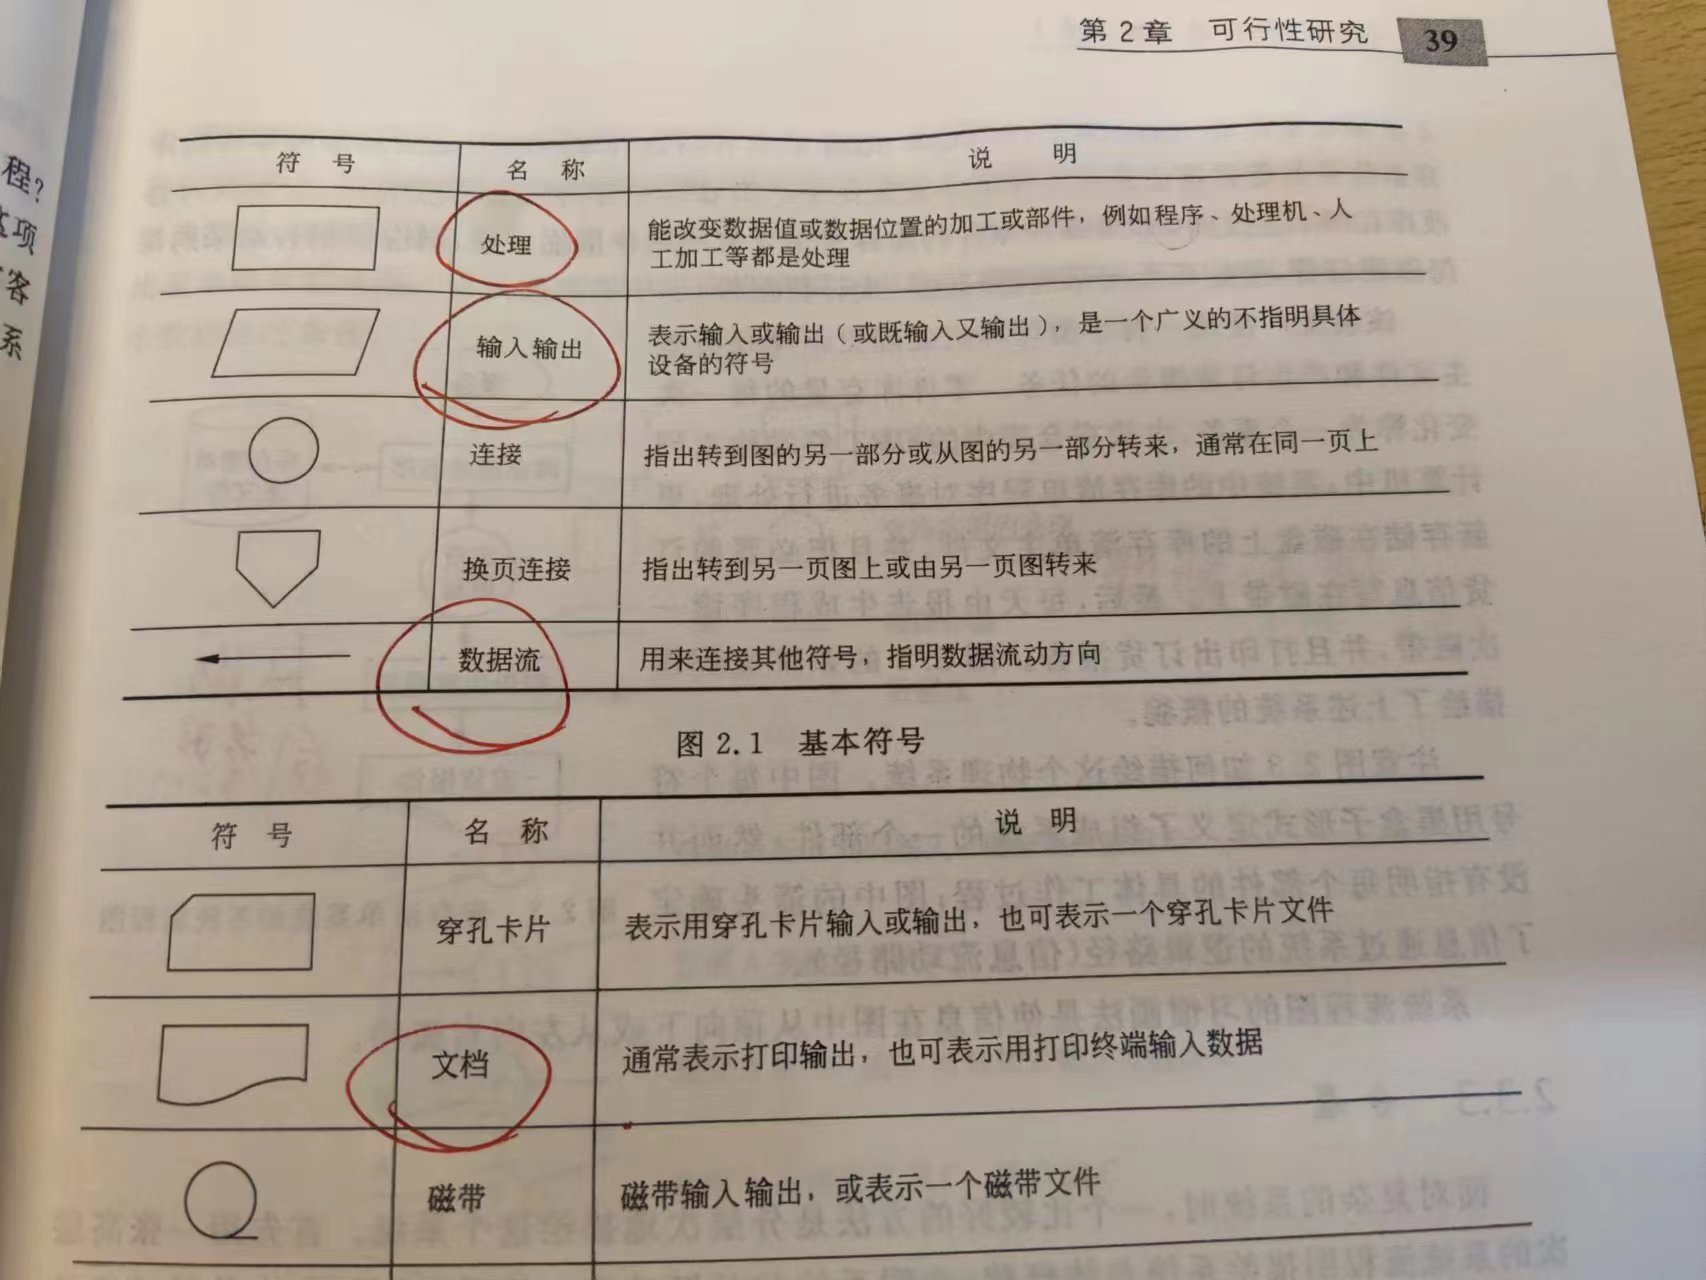 第2章 可行性研究 39
程？
项
客
系
符 号 名 称 说 明
处理 能改变数据值或数据位置的加工或部件，例如程序、处理机、人
工加工等都是处理
输入输出 表示输入或输出（或既输入又输出），是一个广义的不指明具体
设备的符号
连接 指出转到图的另一部分或从图的另一部分转来，通常在同一页上
换页连接 指出转到另一页图上或由另一页图转来
数据流 用来连接其他符号，指明数据流动方向
图 2.1 基本符号
符 号 名 称 说 明
穿孔卡片 表示用穿孔卡片输入或输出，也可表示一个穿孔卡片文件
文档 通常表示打印输出，也可表示用打印终端输入数据
磁带 磁带输入输出，或表示一个磁带文件